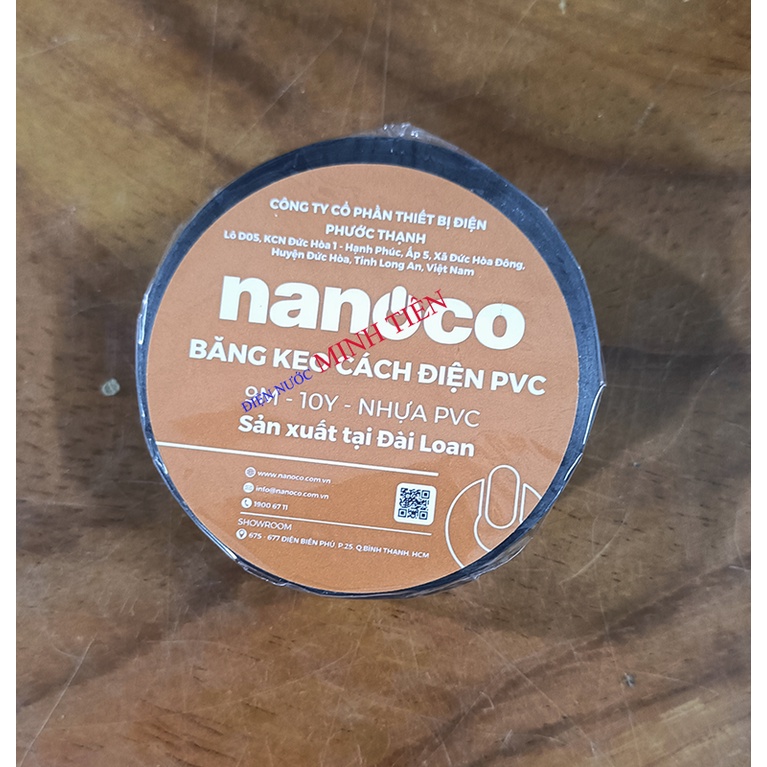 CÔNG TY CỔ PHẦN THIẾT BỊ ĐIỆN
PHƯỚC THẠNH
Lô D05, KCN Đức Hòa 1 - Hạnh Phúc, Ấp 5, Xã Đức Hòa Đông,
Huyện Đức Hòa, Tỉnh Long An, Việt Nam
nanoco
BĂNG KEO CÁCH ĐIỆN PVC
9M - 10Y - NHỰA PVC
Sản xuất tại Đài Loan
ĐIỆN NƯỚC MINH TIÊN
www.nanoco.com.vn
info@nanoco.com.vn
1900 67 11
SHOWROOM
675 - 677 ĐIỆN BIÊN PHỦ, P.25, Q.BÌNH THẠNH, HCM